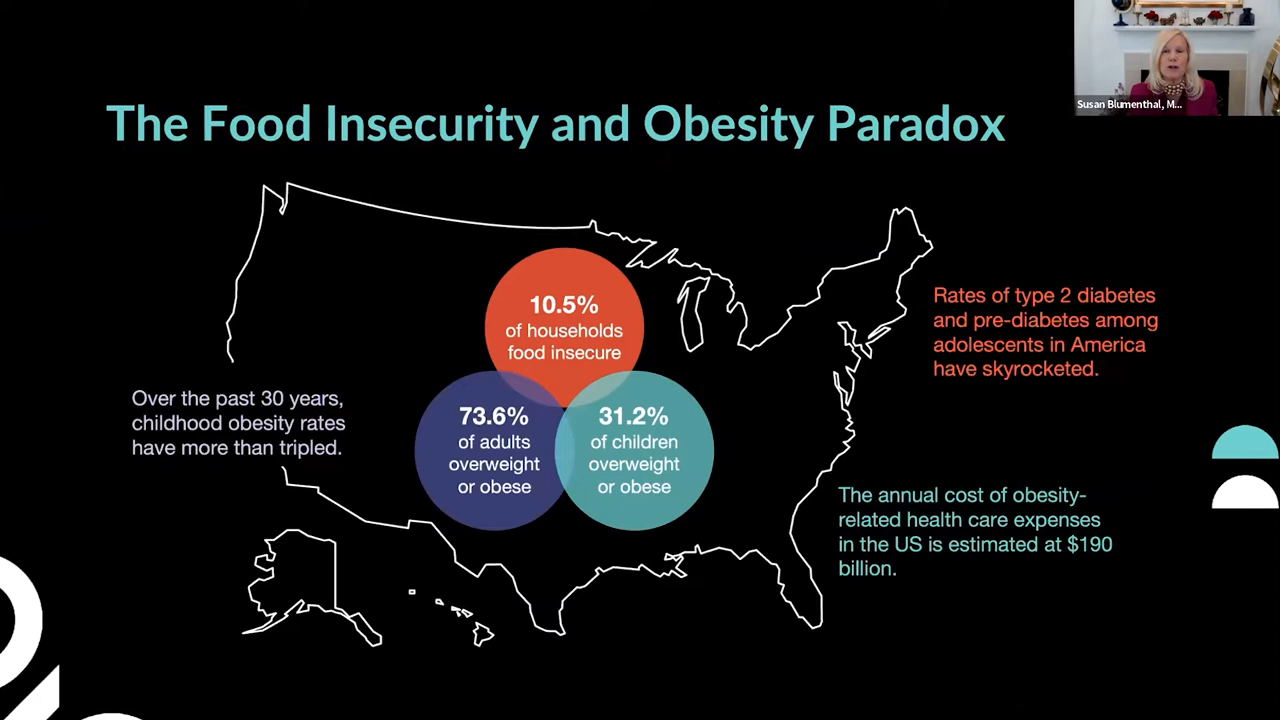 Susan Blumenthal, M...
The Food Insecurity and Obesity Paradox
10.5%
of households
food insecure
Rates of type 2 diabetes
and pre-diabetes among
adolescents in America
have skyrocketed.
Over the past 30 years,
childhood obesity rates
have more than tripled.
73.6%
of adults
overweight
or obese
31.2%
of children
overweight
or obese
The annual cost of obesity-
related health care expenses
in the US is estimated at $190
billion.